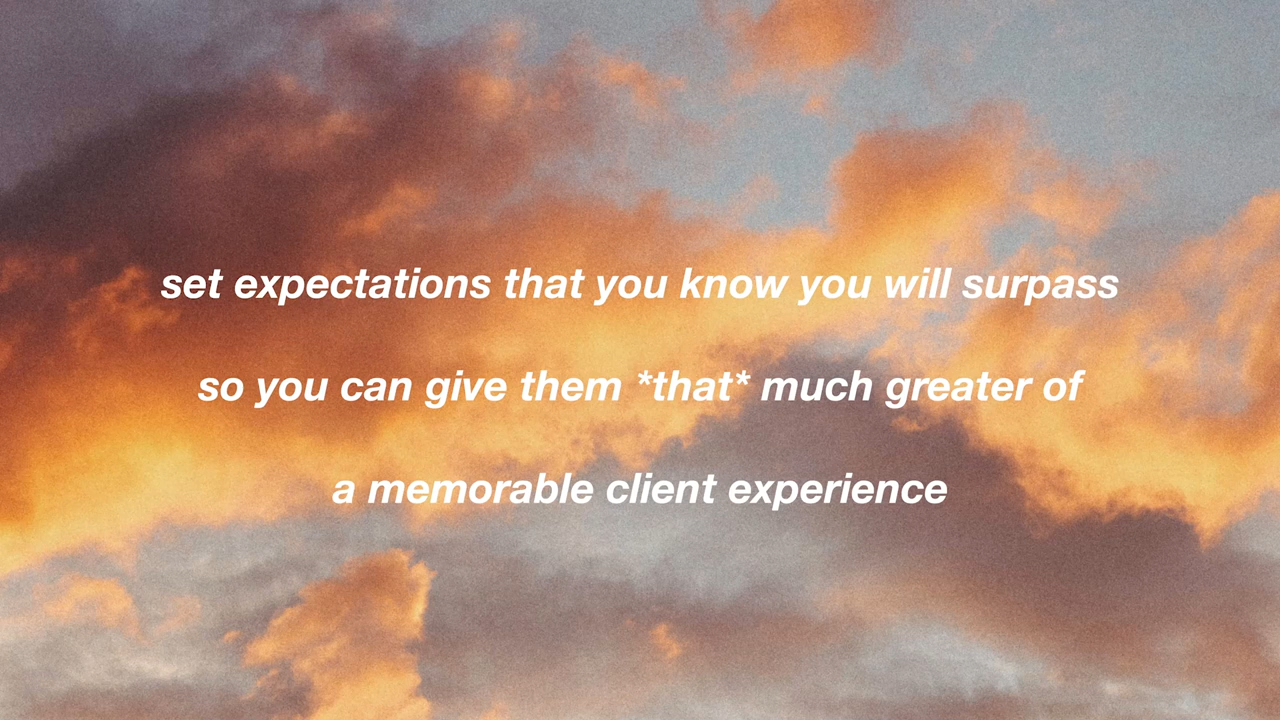 set expectations that you know you will surpass
so you can give them *that* much greater of
a memorable client experience